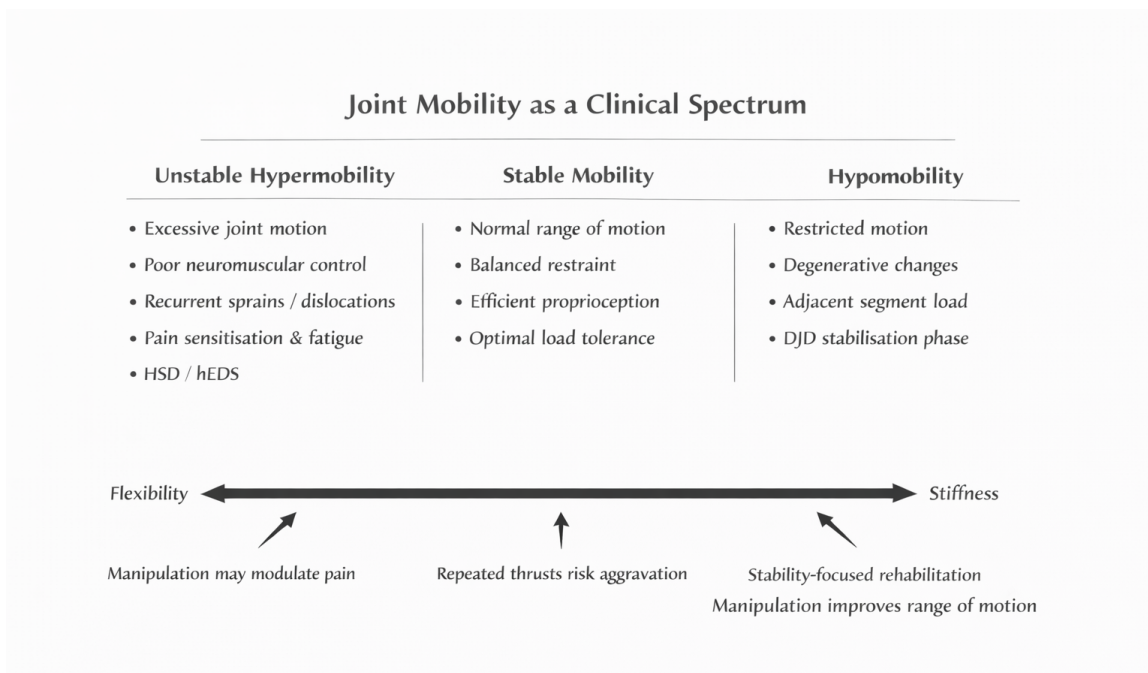 Joint Mobility as a Clinical Spectrum
Unstable Hypermobility
• Excessive joint motion
• Poor neuromuscular control
• Recurrent sprains / dislocations
• Pain sensitisation & fatigue
• HSD / hEDS
Stable Mobility
• Normal range of motion
• Balanced restraint
• Efficient proprioception
• Optimal load tolerance
Hypomobility
• Restricted motion
• Degenerative changes
• Adjacent segment load
• DJD stabilisation phase
Flexibility
Stiffness
Manipulation may modulate pain
Repeated thrusts risk aggravation
Stability-focused rehabilitation
Manipulation improves range of motion